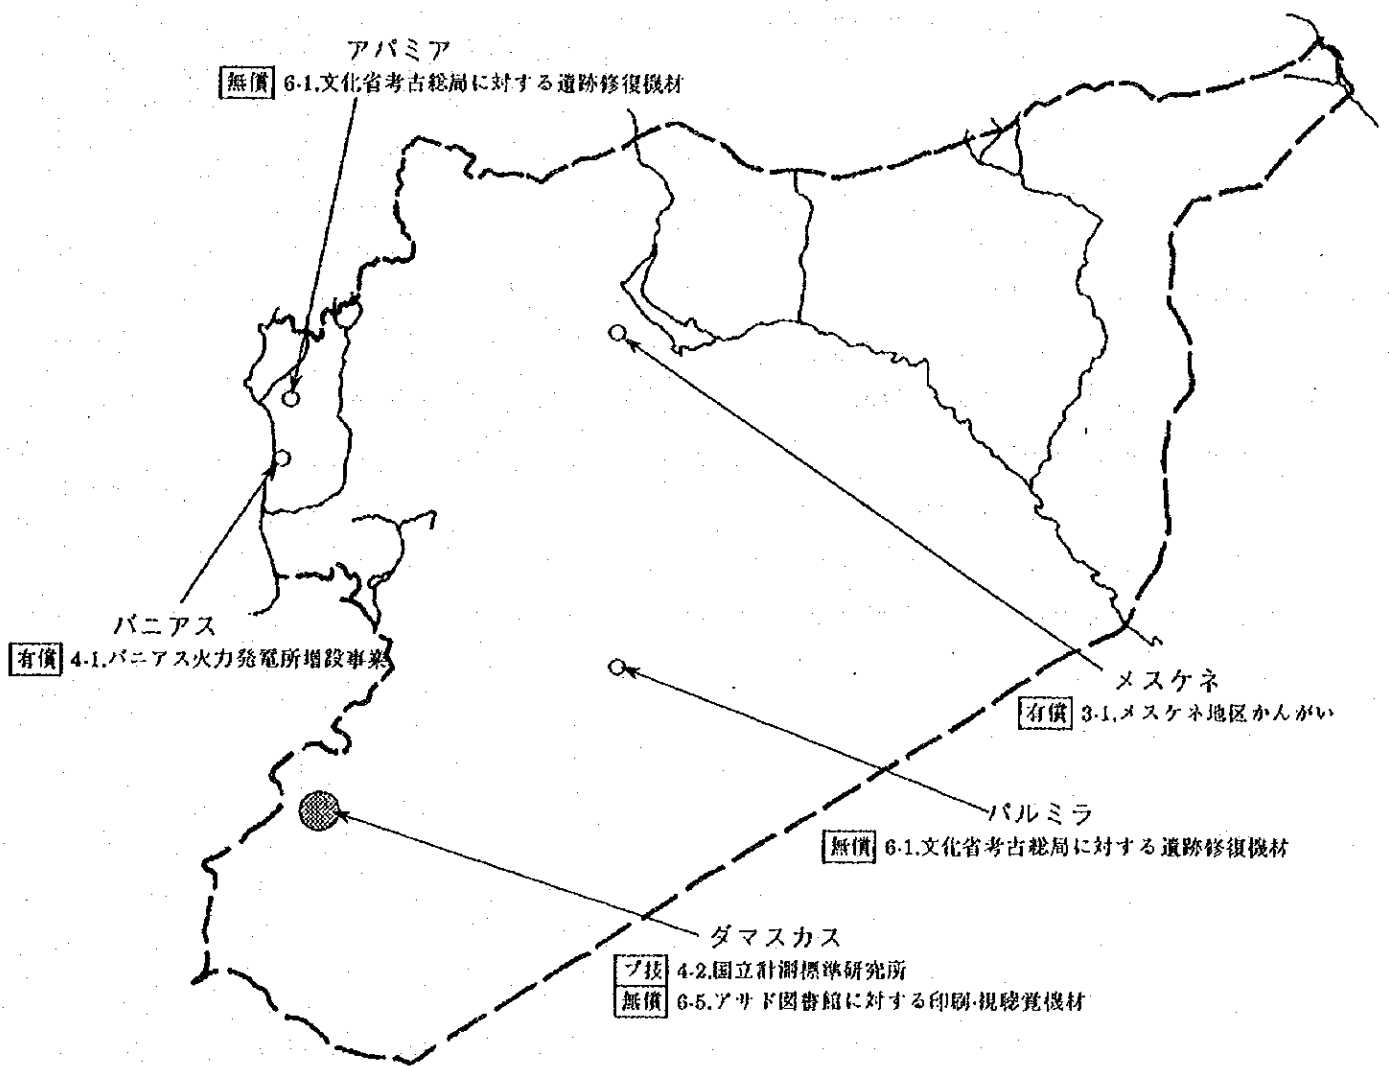 アパミア
無償 6-1.文化省考古総局に対する遺跡修復機材
バニアス
有償 4-1.バニアス火力発電所増設事業
メスケネ
有償 3-1.メスケネ地区かんがい
パルミラ
無償 6-1.文化省考古総局に対する遺跡修復機材
ダマスカス
プ技 4-2.国立計測標準研究所
無償 6-5.アサド図書館に対する印刷・視聴覚機材